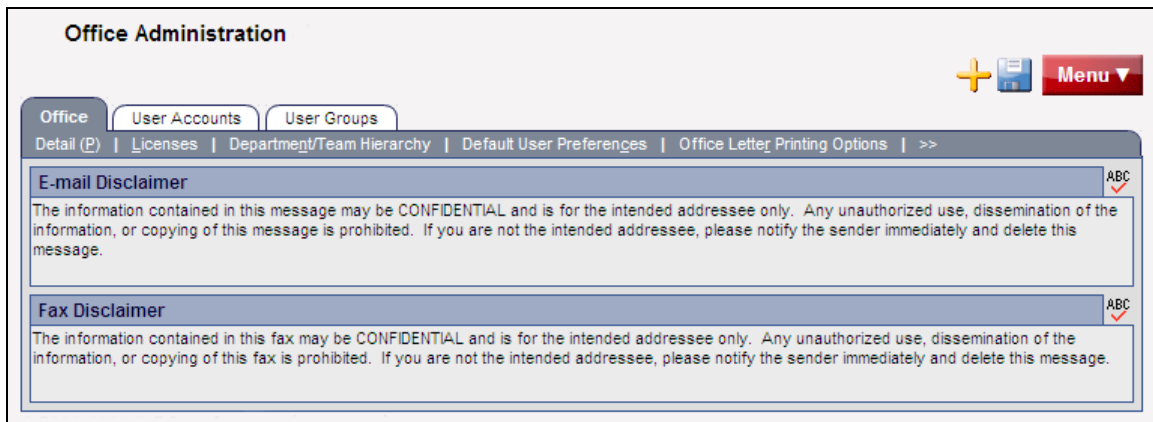 Office Administration
Menu ▼
Office
User Accounts
User Groups
Detail (P) | Licenses | Department/Team Hierarchy | Default User Preferences | Office Letter Printing Options | >>
E-mail Disclaimer
ABC
The information contained in this message may be CONFIDENTIAL and is for the intended addressee only. Any unauthorized use, dissemination of the
information, or copying of this message is prohibited. If you are not the intended addressee, please notify the sender immediately and delete this
message.
Fax Disclaimer
ABC
The information contained in this fax may be CONFIDENTIAL and is for the intended addressee only. Any unauthorized use, dissemination of the
information, or copying of this fax is prohibited. If you are not the intended addressee, please notify the sender immediately and delete this message.